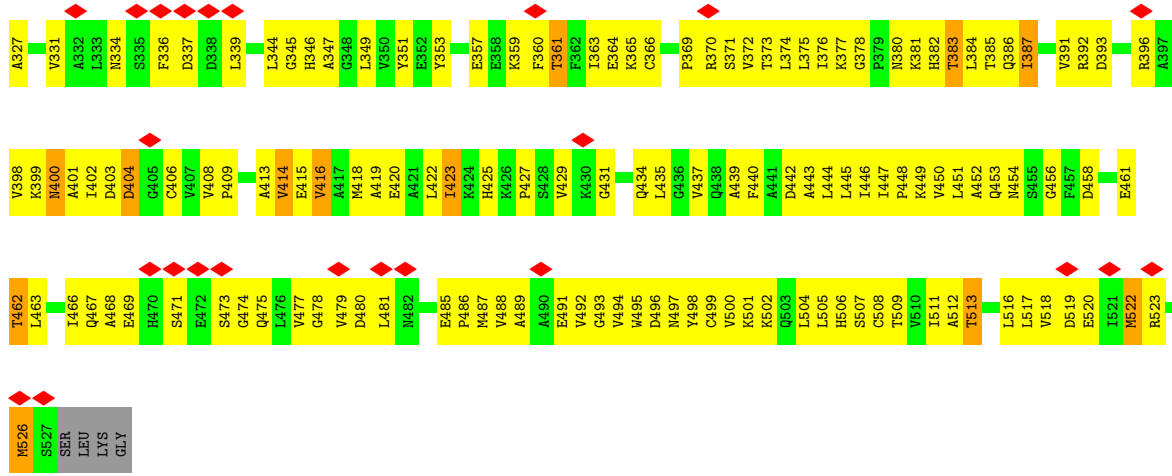 A327 V331 A332 L333 N334 S335 F336 D337 D338 L339 L344 G345 H346 A347 G348 L349 V350 Y351 E352 Y353 E357 E358 K359 F360 T361 F362 I363 E364 K365 C366 P369 R370 S371 V372 T373 L374 L375 I376 K377 G378 P379 N380 K381 H382 T383 L384 T385 Q386 I387 V391 R392 D393 R396 A397
V398 K399 N400 A401 I402 D403 D404 G405 C406 V407 V408 P409 A413 V414 E415 V416 A417 M418 A419 E420 A421 L422 I423 K424 H425 K426 P427 S428 V429 K430 G431 Q434 L435 G436 V437 Q438 A439 F440 A441 D442 A443 L444 L445 I446 I447 P448 K449 V450 L451 A452 Q453 N454 S455 G456 F457 D458 E461
T462 L463 I466 Q467 A468 E469 H470 S471 E472 S473 G474 Q475 L476 V477 G478 V479 D480 L481 N482 E485 P486 M487 V488 A489 A490 E491 V492 G493 V494 W495 D496 N497 Y498 C499 V500 K501 K502 Q503 L504 L505 H506 S507 C508 T509 V510 I511 A512 T513 L516 L517 V518 D519 E520 I521 M522 R523
M526 S527 SER LEU LYS GLY